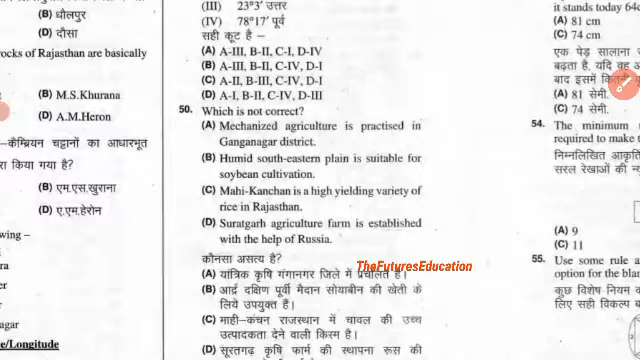 (B) धौलपुर
(D) दौसा
rocks of Rajasthan are basically
(B) M.S.Khurana
(D) A.M.Heron
– कैम्ब्रियन चट्टानों का आधारभूत
रा किया गया है?
(B) एम.एस.खुराना
(D) ए.एम.हेरोन
wing –
ra
er
r
agar
e/Longitude
(III) 23°3′ उत्तर
(IV) 78°17′ पूर्व
सही कूट है –
(A) A-III, B-II, C-I, D-IV
(B) A-III, B-II, C-IV, D-I
(C) A-II, B-III, C-IV, D-I
(D) A-I, B-II, C-IV, D-III
50. Which is not correct?
(A) Mechanized agriculture is practised in
Ganganagar district.
(B) Humid south-eastern plain is suitable for
soybean cultivation.
(C) Mahi-Kanchan is a high yielding variety of
rice in Rajasthan.
(D) Suratgarh agriculture farm is established
with the help of Russia.
कौनसा असत्य है?
(A) यांत्रिक कृषि गंगानगर जिले में प्रचलित है।
(B) आर्द्र दक्षिण पूर्वी मैदान सोयाबीन की खेती के
लिये उपयुक्त हैं।
(C) माही-कंचन राजस्थान में चावल की उच्च
उत्पादकता देने वाली किस्म है।
(D) सूरतगढ़ कृषि फार्म की स्थापना रूस की
TheFuturesEducation
it stands today 64c
(A) 81 cm
(C) 74 cm
एक पेड़ सालाना
बढ़ता है, यदि वह अ
बाद इसमें कितनी
(A) 81 सेमी.
(C) 74 सेमी.
54. The minimum
required to make t
निम्नलिखित आकृति
सरल रेखाओं की न्यू
(A) 9
(C) 11
55. Use some rule a
option for the blan
कुछ विशेष नियम क
लिए सही विकल्प ब